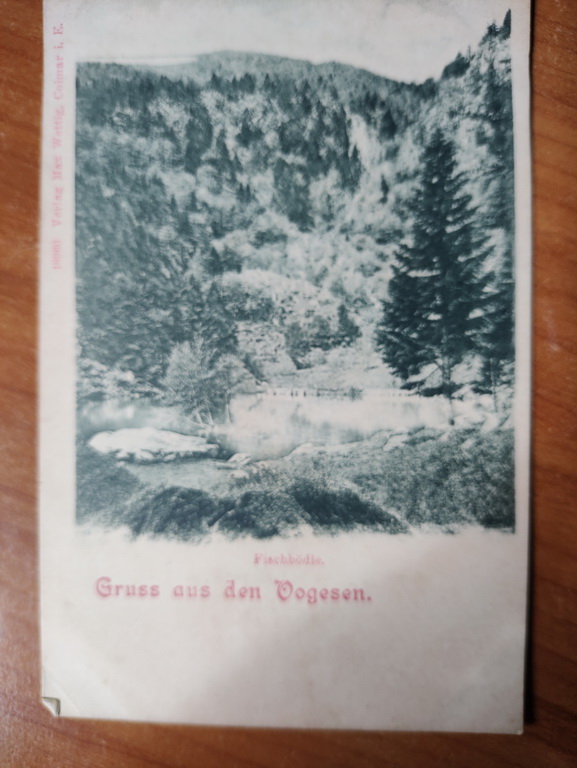 Verlag Max Wettig, Colmar i. E.
Fischbödle.
Gruss aus den Vogesen.